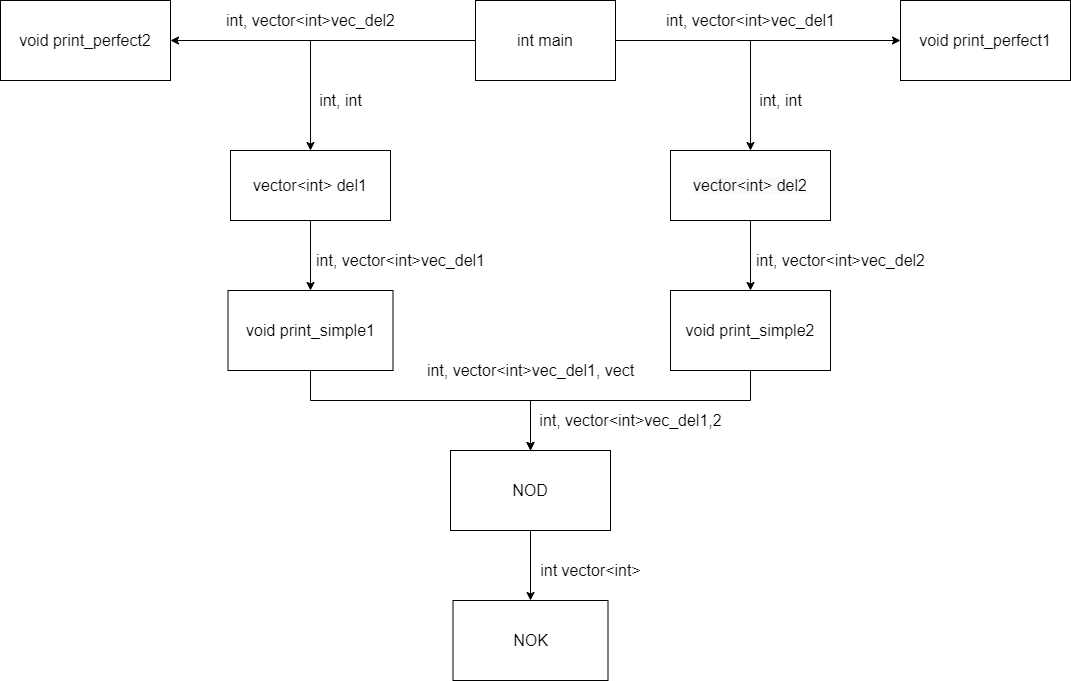 int, vector<int>vec_del2
int, vector<int>vec_del1
void print_perfect2
int main
void print_perfect1
int, int
int, int
vector<int> del1
vector<int> del2
int, vector<int>vec_del1
int, vector<int>vec_del2
void print_simple1
void print_simple2
int, vector<int>vec_del1, vect
int, vector<int>vec_del1,2
NOD
int vector<int>
NOK